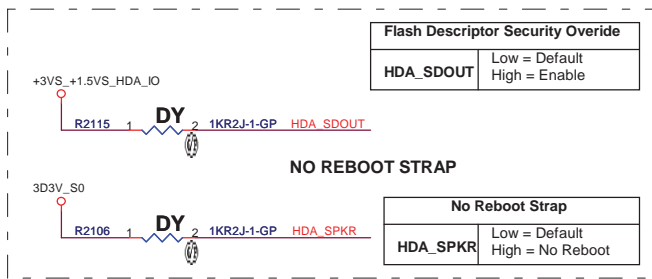 Flash Descriptor Security Overide
HDA_SDOUT
Low = Default
High = Enable
+3VS_+1.5VS_HDA_IO
R2115 1 DY 2 1KR2J-1-GP HDA_SDOUT
NO REBOOT STRAP
3D3V_S0
R2106 1 DY 2 1KR2J-1-GP HDA_SPKR
No Reboot Strap
HDA_SPKR
Low = Default
High = No Reboot